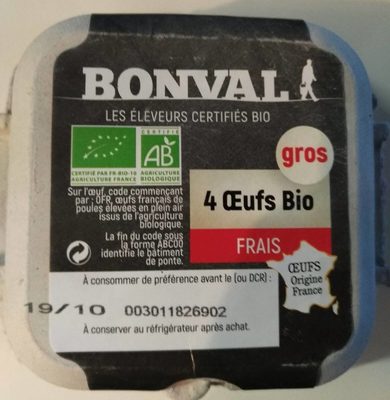 BONVAL
LES ÉLEVEURS CERTIFIÉS BIO
CERTIFIÉ
AB
CERTIFIÉ PAR FR-BIO-10
AGRICULTURE FRANCE
AGRICULTURE
BIOLOGIQUE
gros
4 Œufs Bio
FRAIS
Sur l'œuf, code commençant
par : 0FR, œufs français de
poules élevées en plein air
issus de l'agriculture
biologique.
La fin du code sous
la forme ABC00
identifie le bâtiment
de ponte.
ŒUFS
Origine
France
À consommer de préférence avant le (ou DCR) :
19/10 003011826902
À conserver au réfrigérateur après achat.